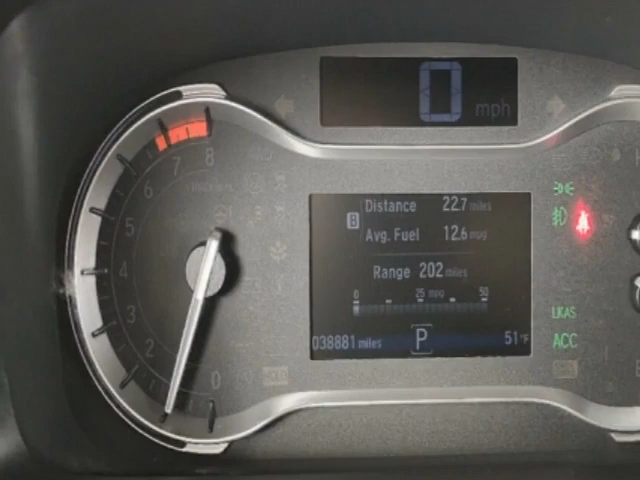 0 mph
8
7
6
5
4
3
2
0
B
Distance 22.7 miles
Avg. Fuel 12.6 mpg
Range 202 miles
0 25 mpg 50
038881 miles P 51°F
LKAS
ACC